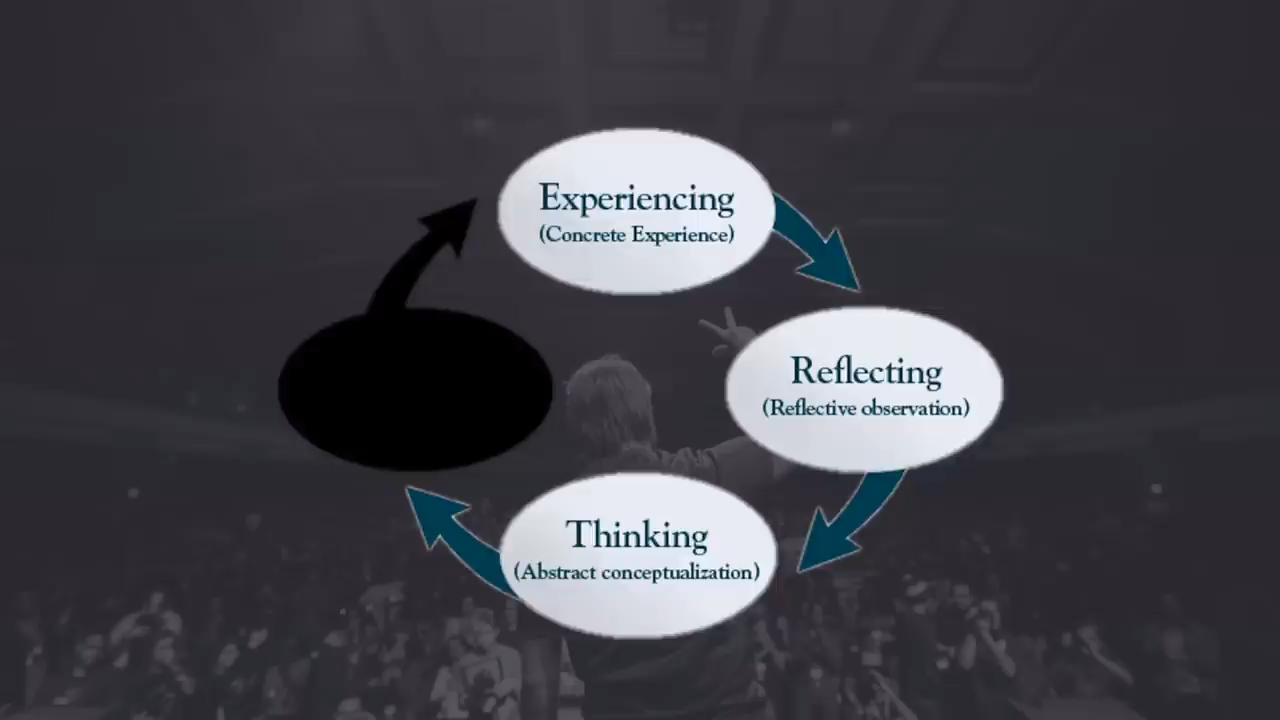 Experiencing
(Concrete Experience)
Reflecting
(Reflective observation)
Thinking
(Abstract conceptualization)